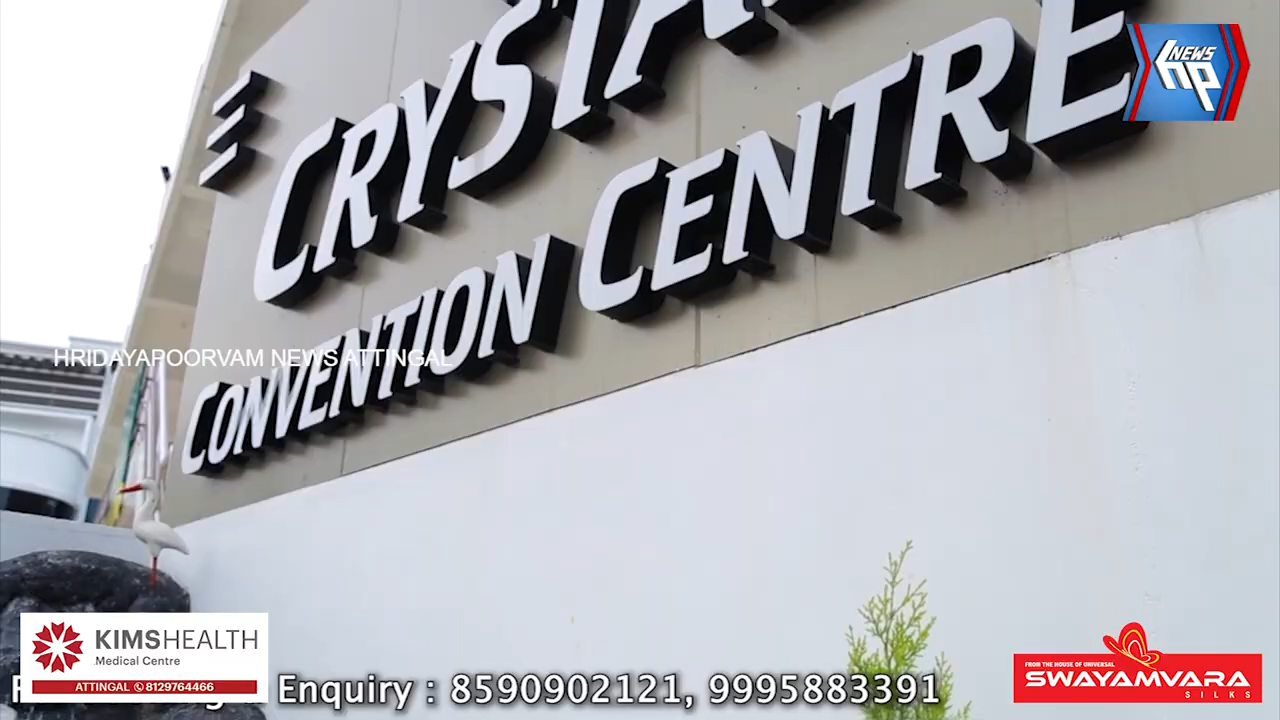 CRYSTA
CONVENTION CENTRE
NEWS
HP
HRIDAYAPOORVAM NEWS ATTINGAL
KIMSHEALTH
Medical Centre
ATTINGAL 8129764466
Enquiry : 8590902121, 9995883391
FROM THE HOUSE OF UNIVERSAL
SWAYAMVARA
SILKS